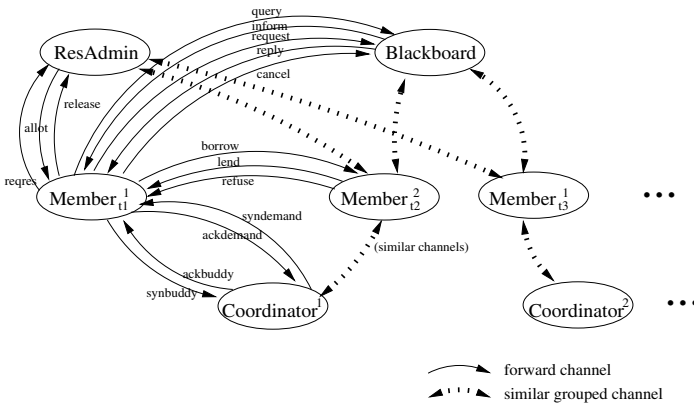 query
inform
request
reply
cancel
ResAdmin
Blackboard
release
allot
reqres
borrow
lend
refuse
Member 1 t1
Member 2 t2
Member 1 t3
...
syndemand
ackdemand
(similar channels)
ackbuddy
synbuddy
Coordinator 1
Coordinator 2
...
forward channel
similar grouped channel